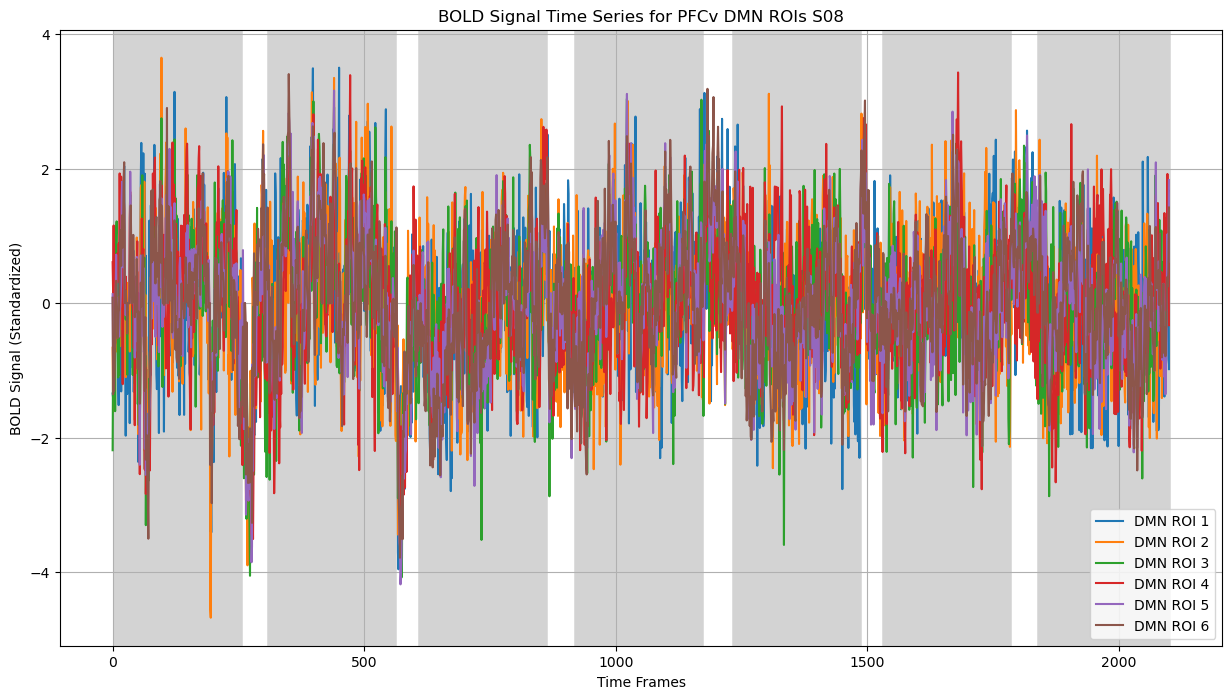 BOLD Signal Time Series for PFCv DMN ROIs S08
BOLD Signal (Standardized)
4
2
0
−2
−4
0
500
1000
1500
2000
Time Frames
DMN ROI 1
DMN ROI 2
DMN ROI 3
DMN ROI 4
DMN ROI 5
DMN ROI 6